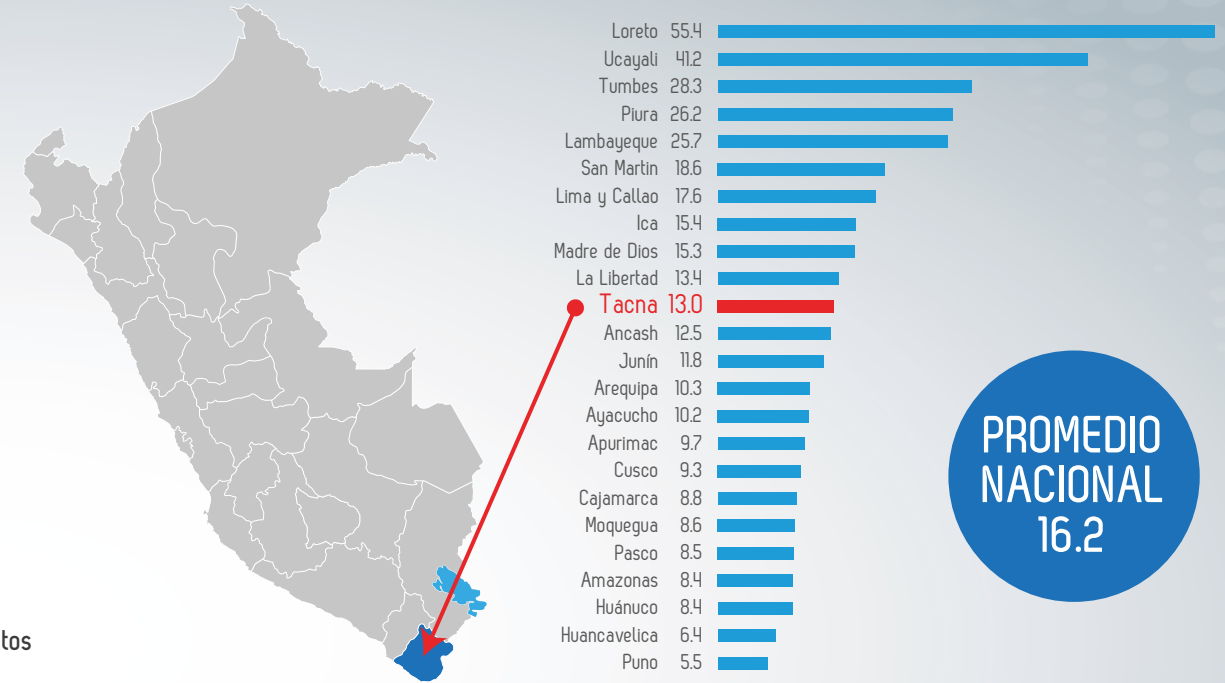 Loreto 55.4
Ucayali 41.2
Tumbes 28.3
Piura 26.2
Lambayeque 25.7
San Martin 18.6
Lima y Callao 17.6
Ica 15.4
Madre de Dios 15.3
La Libertad 13.4
Tacna 13.0
Ancash 12.5
Junín 11.8
Arequipa 10.3
Ayacucho 10.2
Apurimac 9.7
Cusco 9.3
Cajamarca 8.8
Moquegua 8.6
Pasco 8.5
Amazonas 8.4
Huánuco 8.4
Huancavelica 6.4
Puno 5.5
PROMEDIO
NACIONAL
16.2
tos